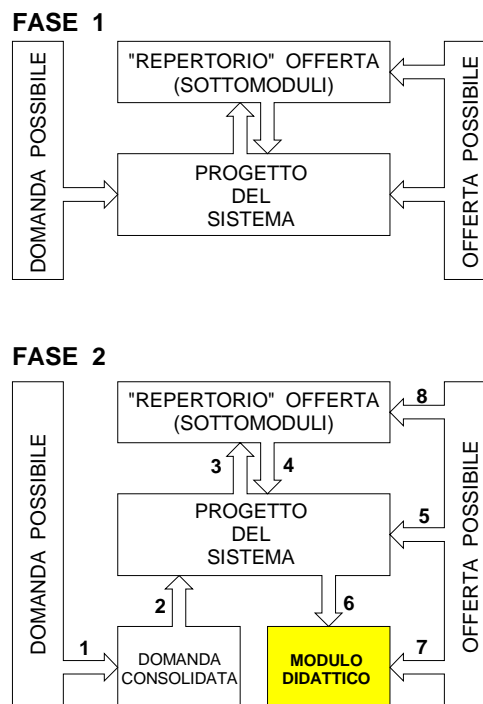 FASE 1
DOMANDA POSSIBILE
"REPERTORIO" OFFERTA
(SOTTOMODULI)
PROGETTO
DEL
SISTEMA
OFFERTA POSSIBILE
FASE 2
DOMANDA POSSIBILE
"REPERTORIO" OFFERTA
(SOTTOMODULI)
8
3
4
PROGETTO
DEL
SISTEMA
5
OFFERTA POSSIBILE
2
6
1
DOMANDA
CONSOLIDATA
MODULO
DIDATTICO
7